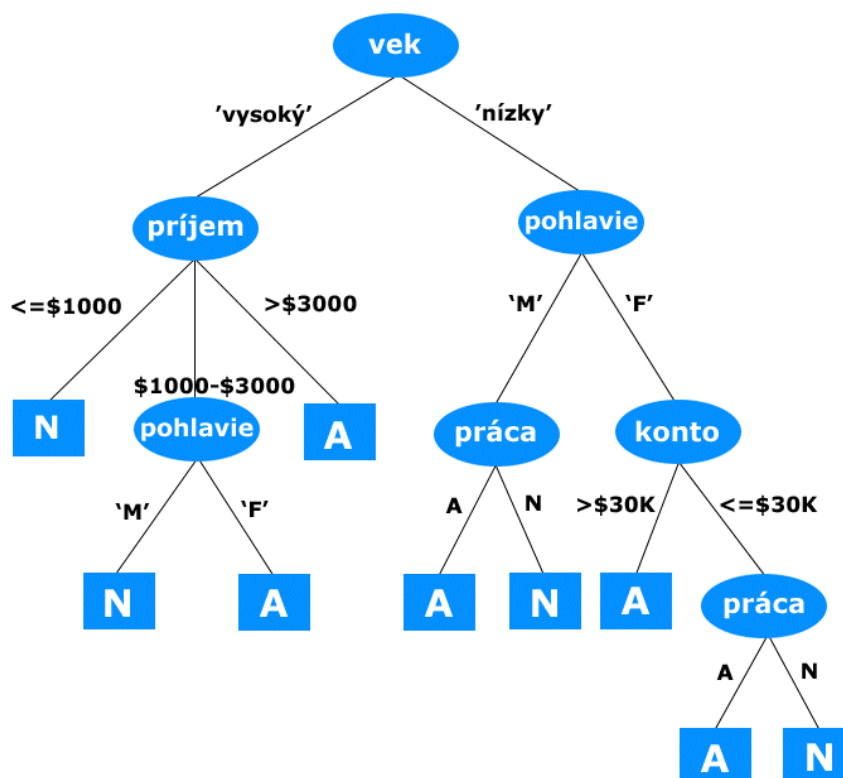 vek
’vysoký’
’nízky’
príjem
pohlavie
<=$1000
>$3000
‘M’
‘F’
$1000-$3000
N
pohlavie
A
práca
konto
‘M’
‘F’
A
N
>$30K
<=$30K
N
A
A
N
A
práca
A
N
A
N